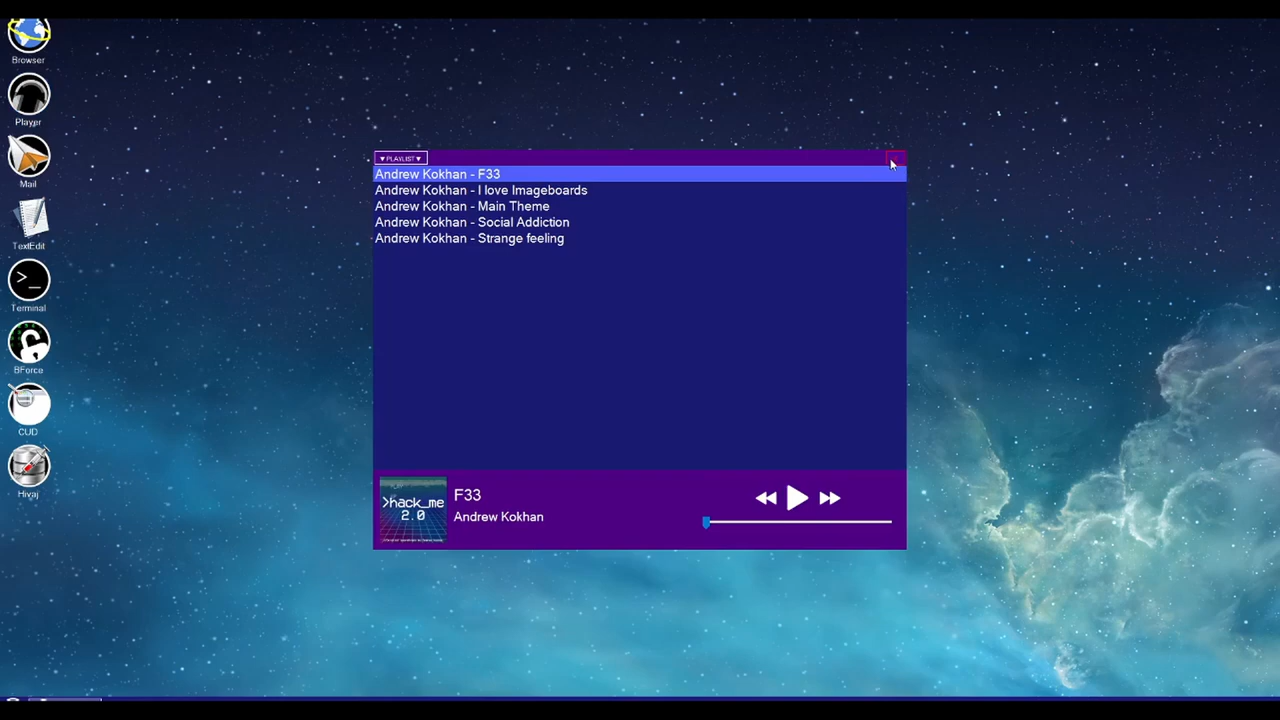 Browser
Player
Mail
TextEdit
>_
Terminal
BForce
CUD
Hivaj
▼PLAYLIST▼
Andrew Kokhan - F33
Andrew Kokhan - I love Imageboards
Andrew Kokhan - Main Theme
Andrew Kokhan - Social Addiction
Andrew Kokhan - Strange feeling
>hack_me
2.0
F33
Andrew Kokhan